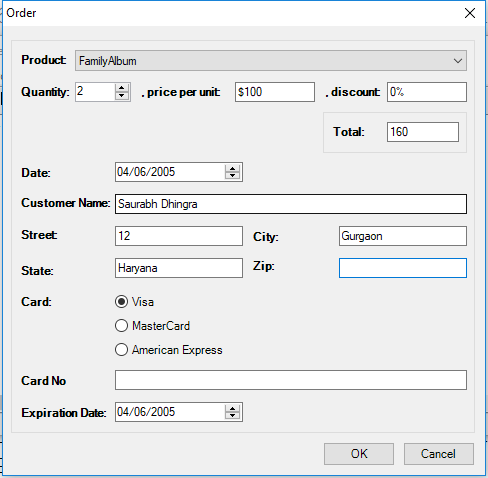 Order
Product: FamilyAlbum
Quantity: 2 , price per unit: $100 , discount: 0%
Total: 160
Date: 04/06/2005
Customer Name: Saurabh Dhingra
Street: 12 City: Gurgaon
State: Haryana Zip:
Card: Visa
MasterCard
American Express
Card No
Expiration Date: 04/06/2005
OK Cancel